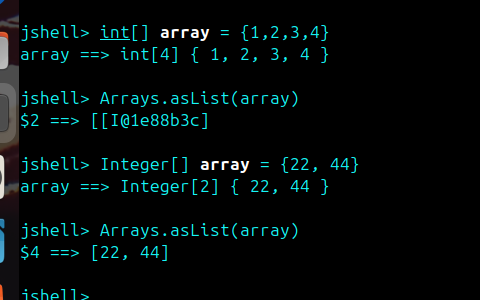 jshell> int[] array = {1,2,3,4}
array ==> int[4] { 1, 2, 3, 4 }
jshell> Arrays.asList(array)
$2 ==> [[I@1e88b3c]
jshell> Integer[] array = {22, 44}
array ==> Integer[2] { 22, 44 }
jshell> Arrays.asList(array)
$4 ==> [22, 44]
jshell>